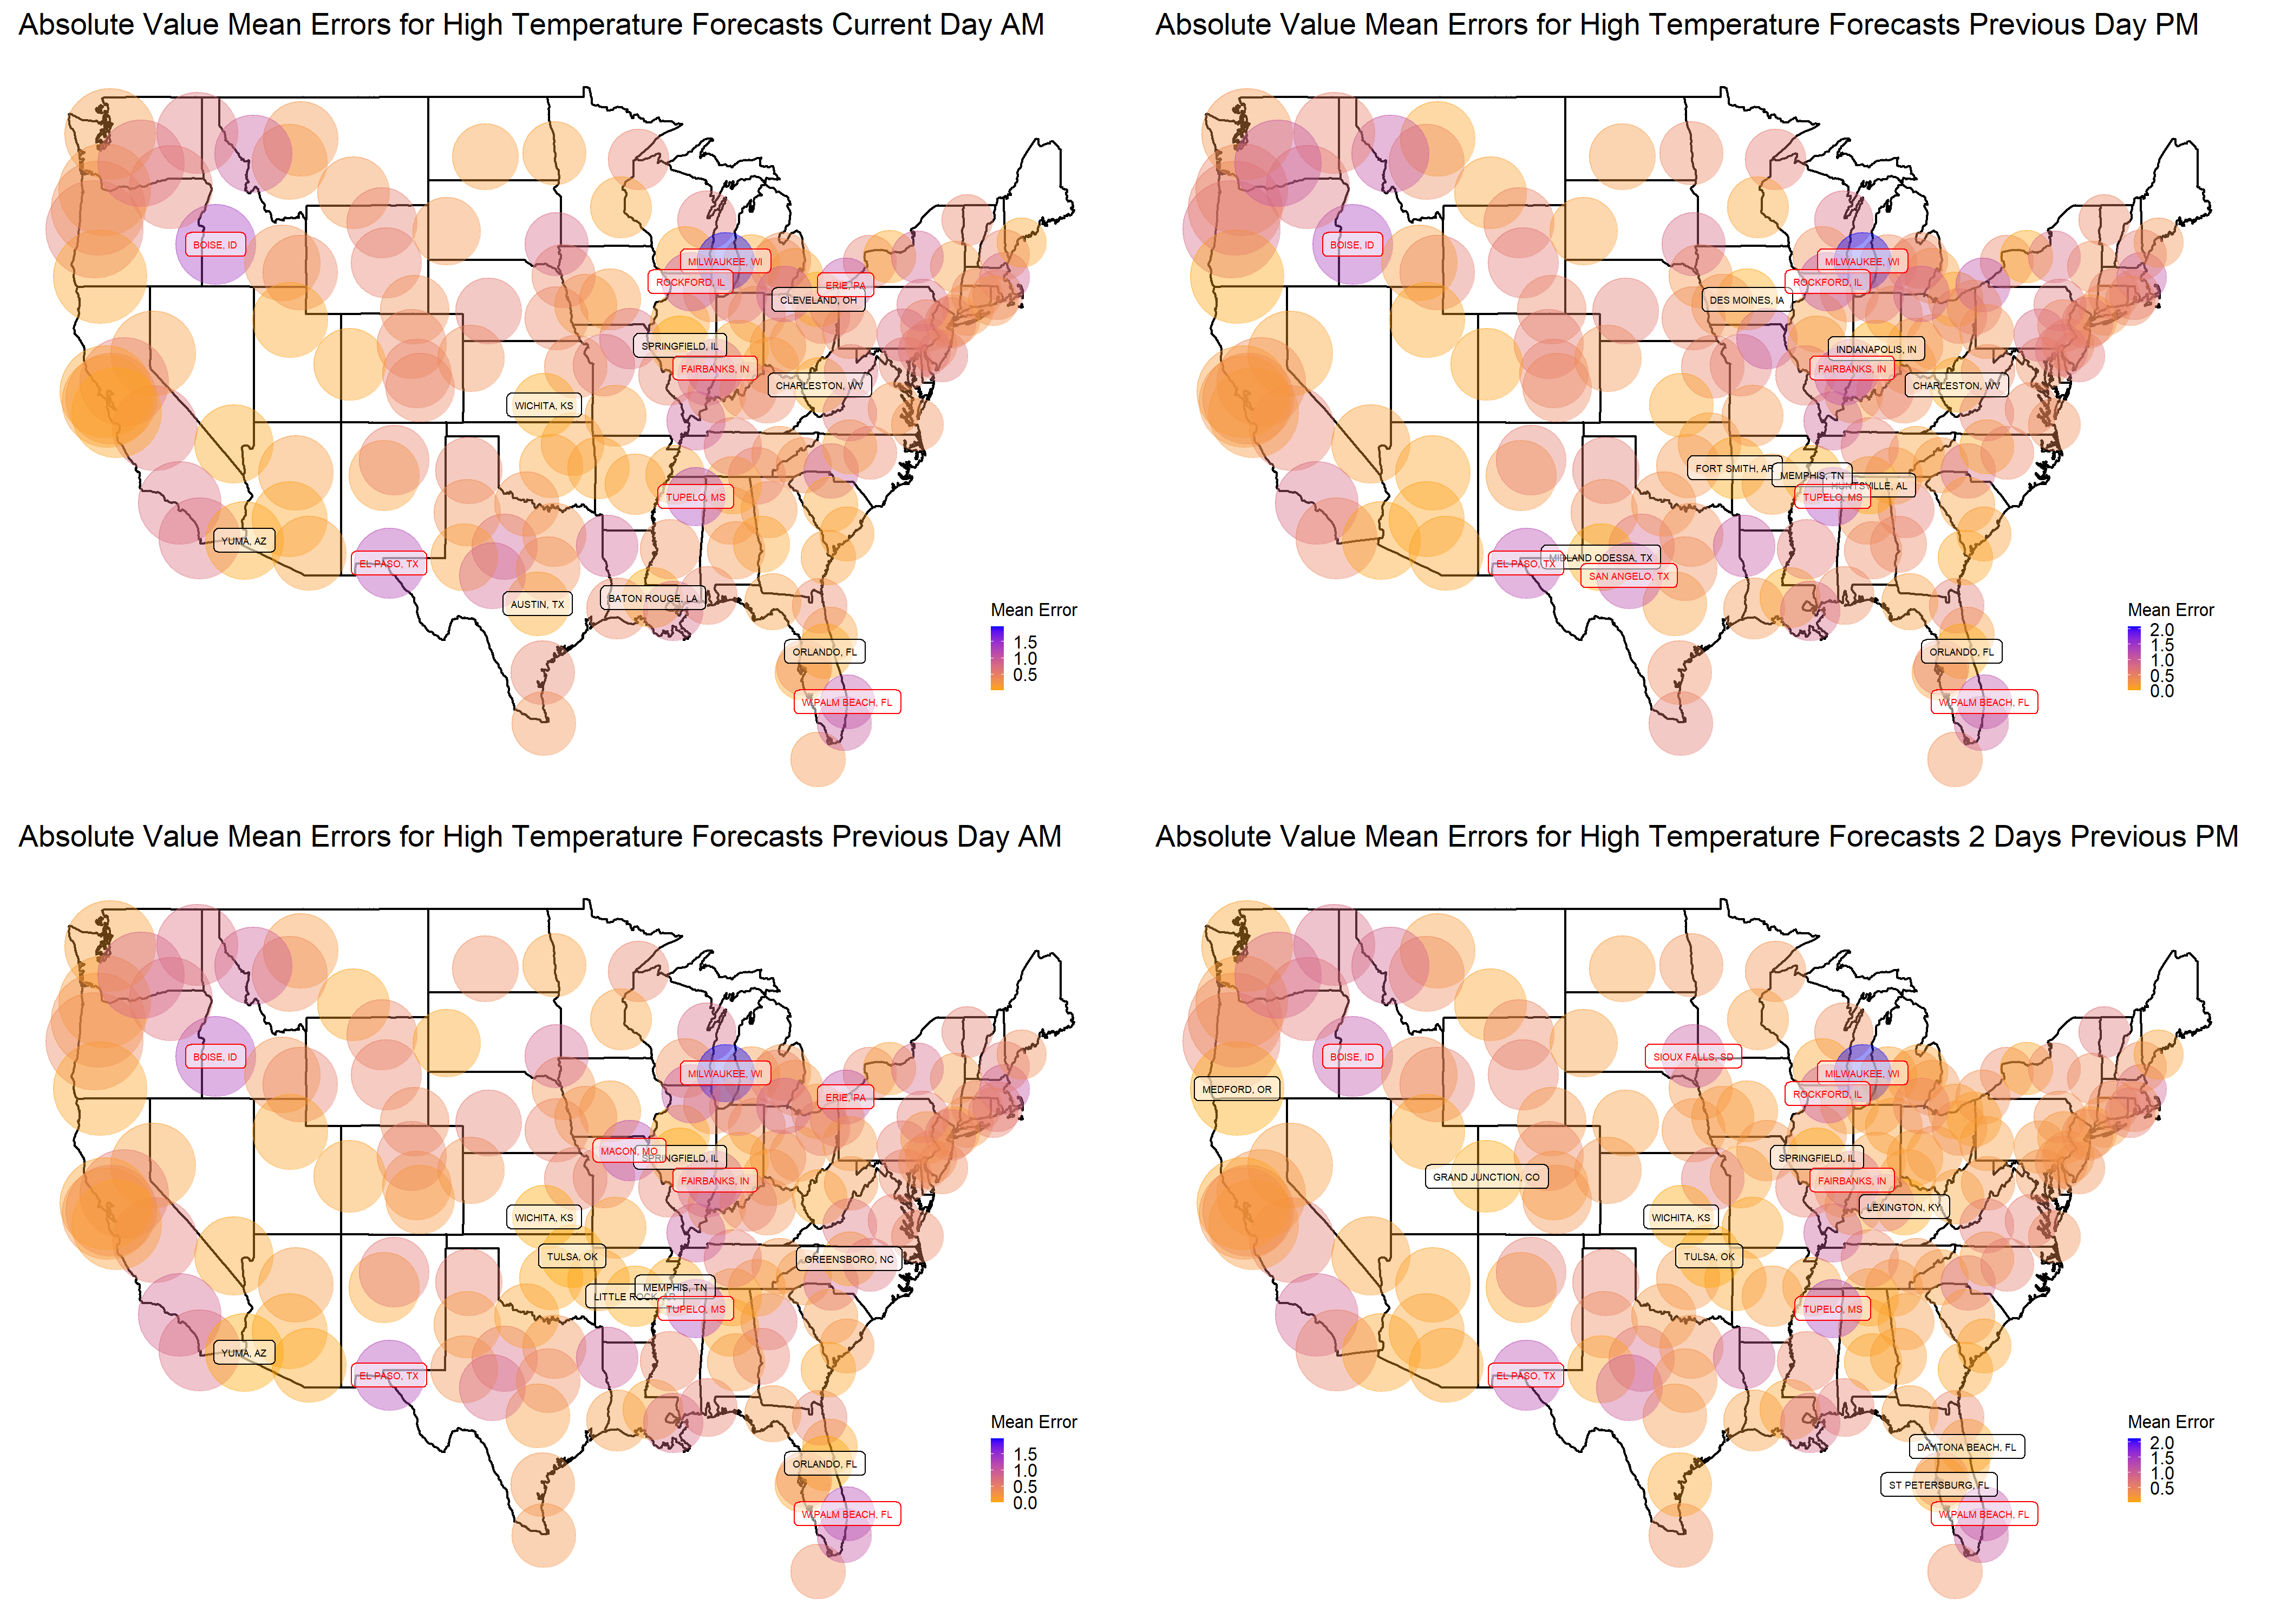 Absolute Value Mean Errors for High Temperature Forecasts Current Day AM
BOISE, ID
MILWAUKEE, WI
ROCKFORD, IL
ERIE, PA
CLEVELAND, OH
SPRINGFIELD, IL
FAIRBANKS, IN
CHARLESTON, WV
WICHITA, KS
TUPELO, MS
YUMA, AZ
EL PASO, TX
AUSTIN, TX
BATON ROUGE, LA
ORLANDO, FL
W.PALM BEACH, FL
Mean Error
1.5
1.0
0.5
Absolute Value Mean Errors for High Temperature Forecasts Previous Day PM
BOISE, ID
MILWAUKEE, WI
ROCKFORD, IL
DES MOINES, IA
INDIANAPOLIS, IN
FAIRBANKS, IN
CHARLESTON, WV
FORT SMITH, AR
MEMPHIS, TN
HUNTSVILLE, AL
TUPELO, MS
MIDLAND ODESSA, TX
EL PASO, TX
SAN ANGELO, TX
ORLANDO, FL
W.PALM BEACH, FL
Mean Error
2.0
1.5
1.0
0.5
0.0
Absolute Value Mean Errors for High Temperature Forecasts Previous Day AM
BOISE, ID
MILWAUKEE, WI
ERIE, PA
MACON, MO
SPRINGFIELD, IL
FAIRBANKS, IN
WICHITA, KS
TULSA, OK
GREENSBORO, NC
MEMPHIS, TN
LITTLE ROCK, AR
TUPELO, MS
YUMA, AZ
EL PASO, TX
ORLANDO, FL
W.PALM BEACH, FL
Mean Error
1.5
1.0
0.5
0.0
Absolute Value Mean Errors for High Temperature Forecasts 2 Days Previous PM
BOISE, ID
SIOUX FALLS, SD
MILWAUKEE, WI
MEDFORD, OR
ROCKFORD, IL
SPRINGFIELD, IL
GRAND JUNCTION, CO
FAIRBANKS, IN
LEXINGTON, KY
WICHITA, KS
TULSA, OK
TUPELO, MS
EL PASO, TX
DAYTONA BEACH, FL
ST PETERSBURG, FL
W.PALM BEACH, FL
Mean Error
2.0
1.5
1.0
0.5